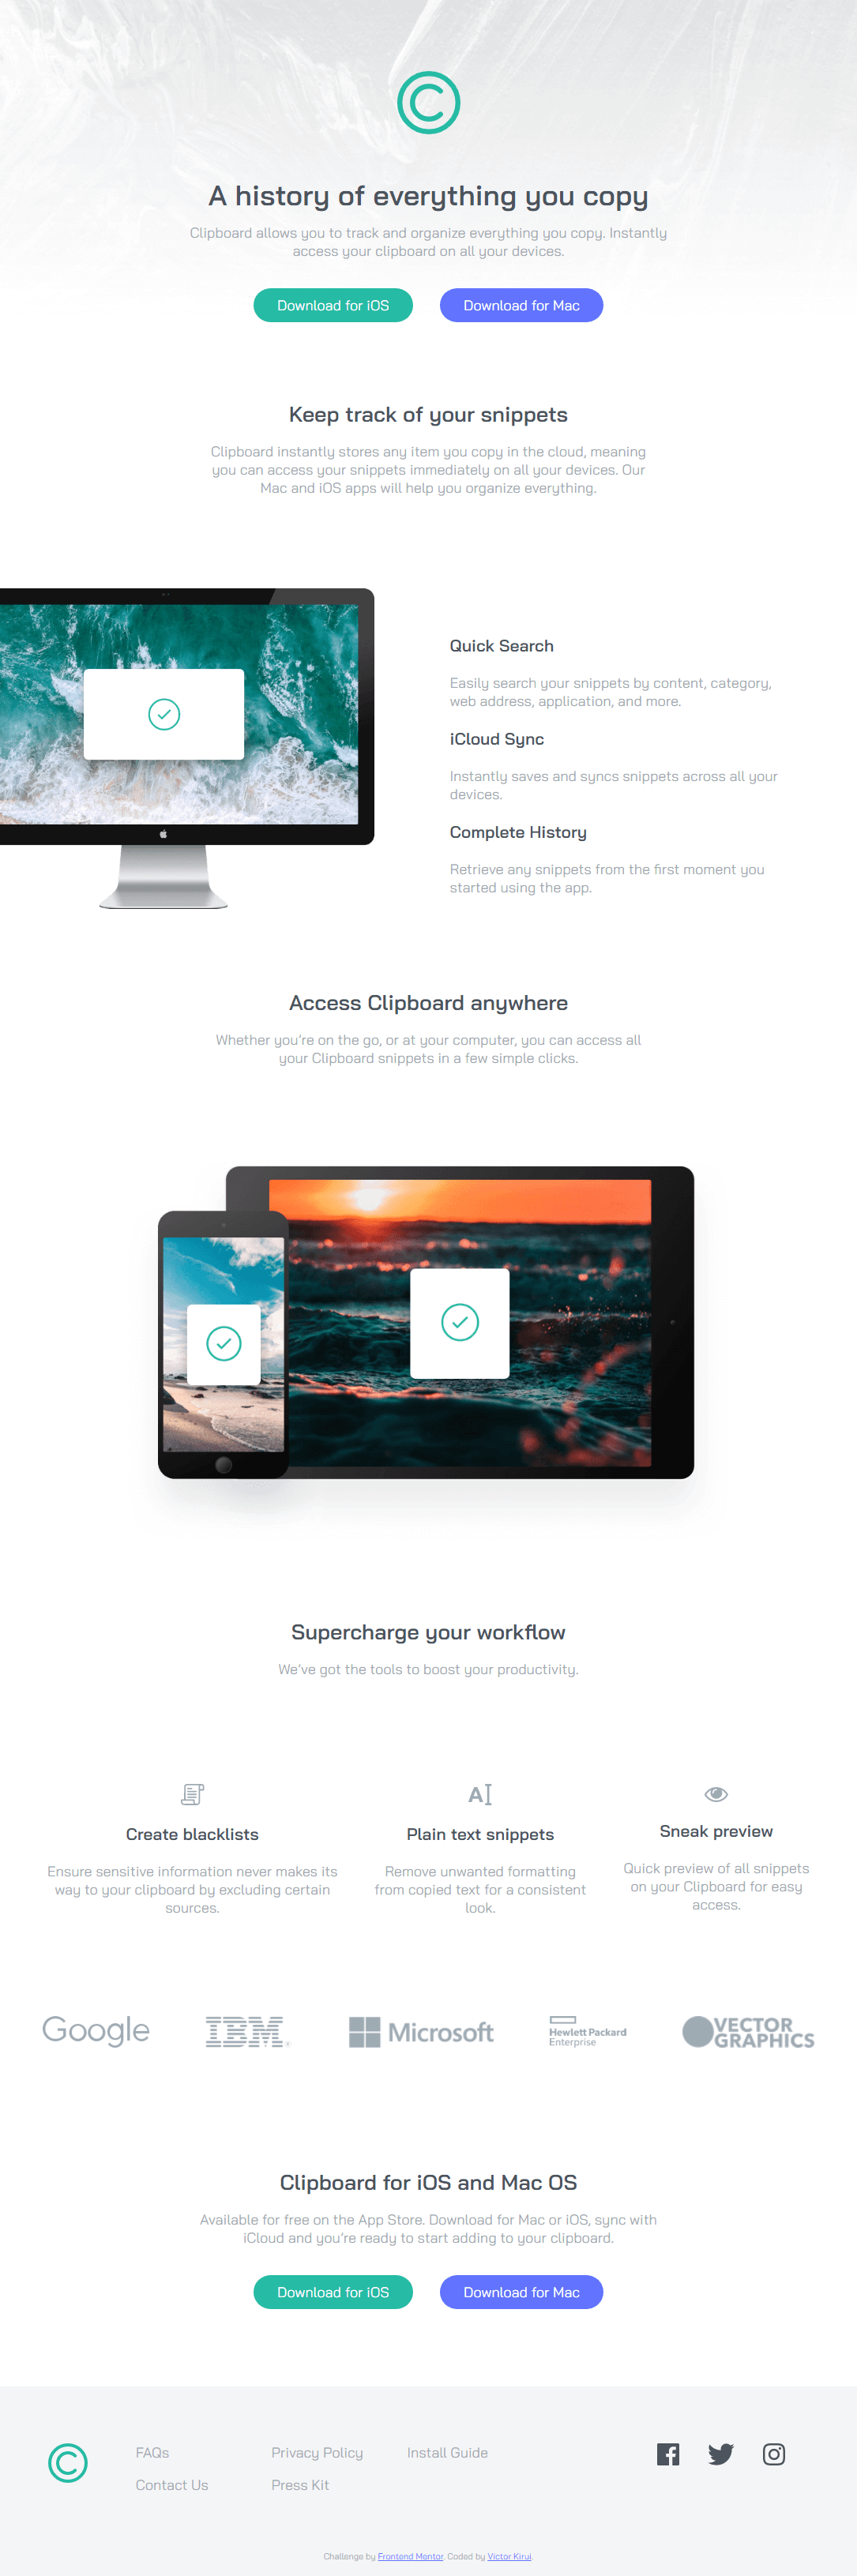 A history of everything you copy
Clipboard allows you to track and organize everything you copy. Instantly
access your clipboard on all your devices.
Download for iOS
Download for Mac
Keep track of your snippets
Clipboard instantly stores any item you copy in the cloud, meaning
you can access your snippets immediately on all your devices. Our
Mac and iOS apps will help you organize everything.
Quick Search
Easily search your snippets by content, category,
web address, application, and more.
iCloud Sync
Instantly saves and syncs snippets across all your
devices.
Complete History
Retrieve any snippets from the first moment you
started using the app.
Access Clipboard anywhere
Whether you’re on the go, or at your computer, you can access all
your Clipboard snippets in a few simple clicks.
Supercharge your workflow
We’ve got the tools to boost your productivity.
Create blacklists
Ensure sensitive information never makes its
way to your clipboard by excluding certain
sources.
Plain text snippets
Remove unwanted formatting
from copied text for a consistent
look.
Sneak preview
Quick preview of all snippets
on your Clipboard for easy
access.
Google
IBM
Microsoft
Hewlett Packard
Enterprise
VECTOR
GRAPHICS
Clipboard for iOS and Mac OS
Available for free on the App Store. Download for Mac or iOS, sync with
iCloud and you’re ready to start adding to your clipboard.
Download for iOS
Download for Mac
FAQs
Contact Us
Privacy Policy
Press Kit
Install Guide
Challenge by Frontend Mentor. Coded by Victor Kirui.